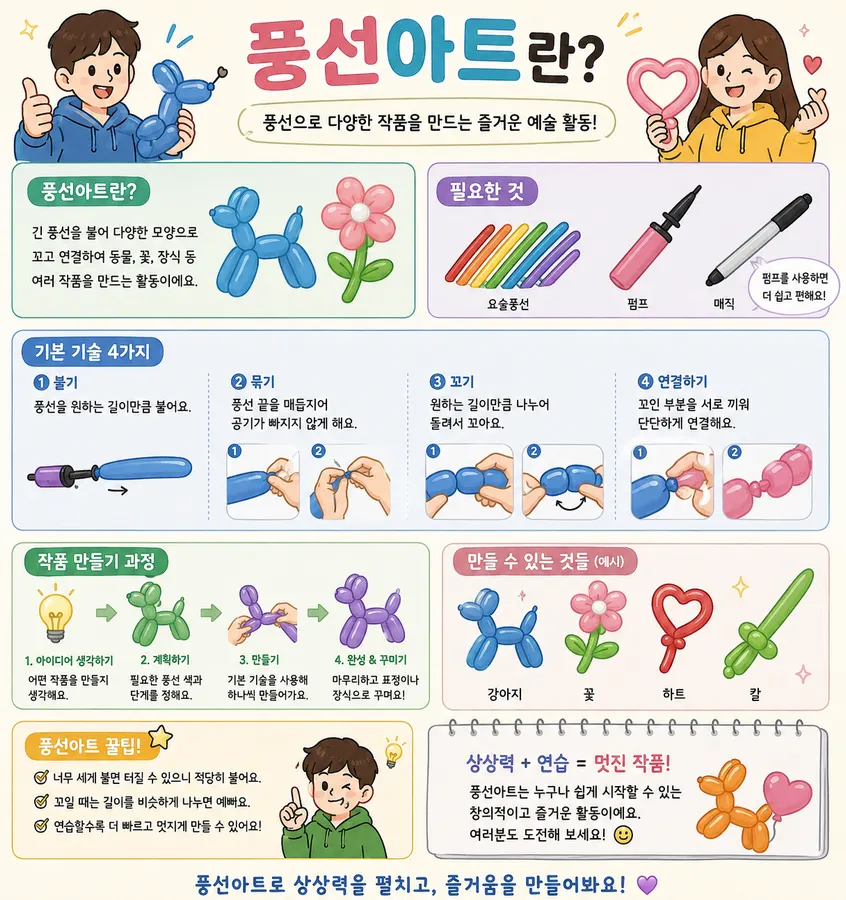 풍선아트란?
풍선으로 다양한 작품을 만드는 즐거운 예술 활동!
풍선아트란?
긴 풍선을 불어 다양한 모양으로
꼬고 연결하여 동물, 꽃, 장식 등
여러 작품을 만드는 활동이에요.
필요한 것
요술풍선
펌프
매직
펌프를 사용하면
더 쉽고 편해요!
기본 기술 4가지
1 불기
풍선을 원하는 길이만큼 불어요.
2 묶기
풍선 끝을 매듭지어
공기가 빠지지 않게 해요.
1
2
3 꼬기
원하는 길이만큼 나누어
돌려서 꼬아요.
1
2
4 연결하기
꼬인 부분을 서로 끼워
단단하게 연결해요.
1
2
작품 만들기 과정
1. 아이디어 생각하기
어떤 작품을 만들지
생각해요.
2. 계획하기
필요한 풍선 색과
단계를 정해요.
3. 만들기
기본 기술을 사용해
하나씩 만들어가요.
4. 완성 & 꾸미기
마무리하고 표정이나
장식으로 꾸며요!
만들 수 있는 것들 (예시)
강아지
꽃
하트
칼
풍선아트 꿀팁!
너무 세게 불면 터질 수 있으니 적당히 불어요.
꼬일 때는 길이를 비슷하게 나누면 예뻐요.
연습할수록 더 빠르고 멋지게 만들 수 있어요!
상상력 + 연습 = 멋진 작품!
풍선아트는 누구나 쉽게 시작할 수 있는
창의적이고 즐거운 활동이에요.
여러분도 도전해 보세요!
풍선아트로 상상력을 펼치고, 즐거움을 만들어봐요!